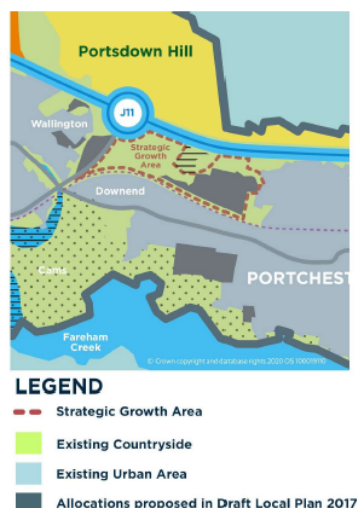 Portsdown Hill
J11
Wallington
Strategic
Growth
Area
Downend
Cams
PORTCHEST
Fareham
Creek
© Crown copyright and database rights 2020 OS 100019110
LEGEND
Strategic Growth Area
Existing Countryside
Existing Urban Area
Allocations proposed in Draft Local Plan 2017